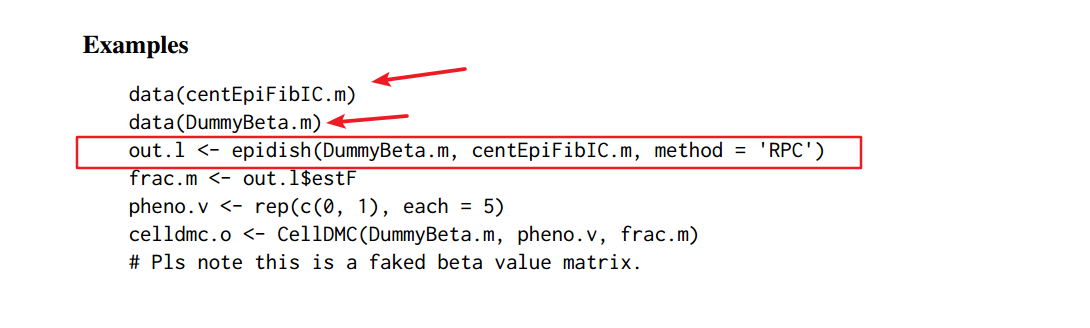 Examples
data(centEpiFibIC.m)
data(DummyBeta.m)
out.l <- epidish(DummyBeta.m, centEpiFibIC.m, method = 'RPC')
frac.m <- out.l$estF
pheno.v <- rep(c(0, 1), each = 5)
celldmc.o <- CellDMC(DummyBeta.m, pheno.v, frac.m)
# Pls note this is a faked beta value matrix.